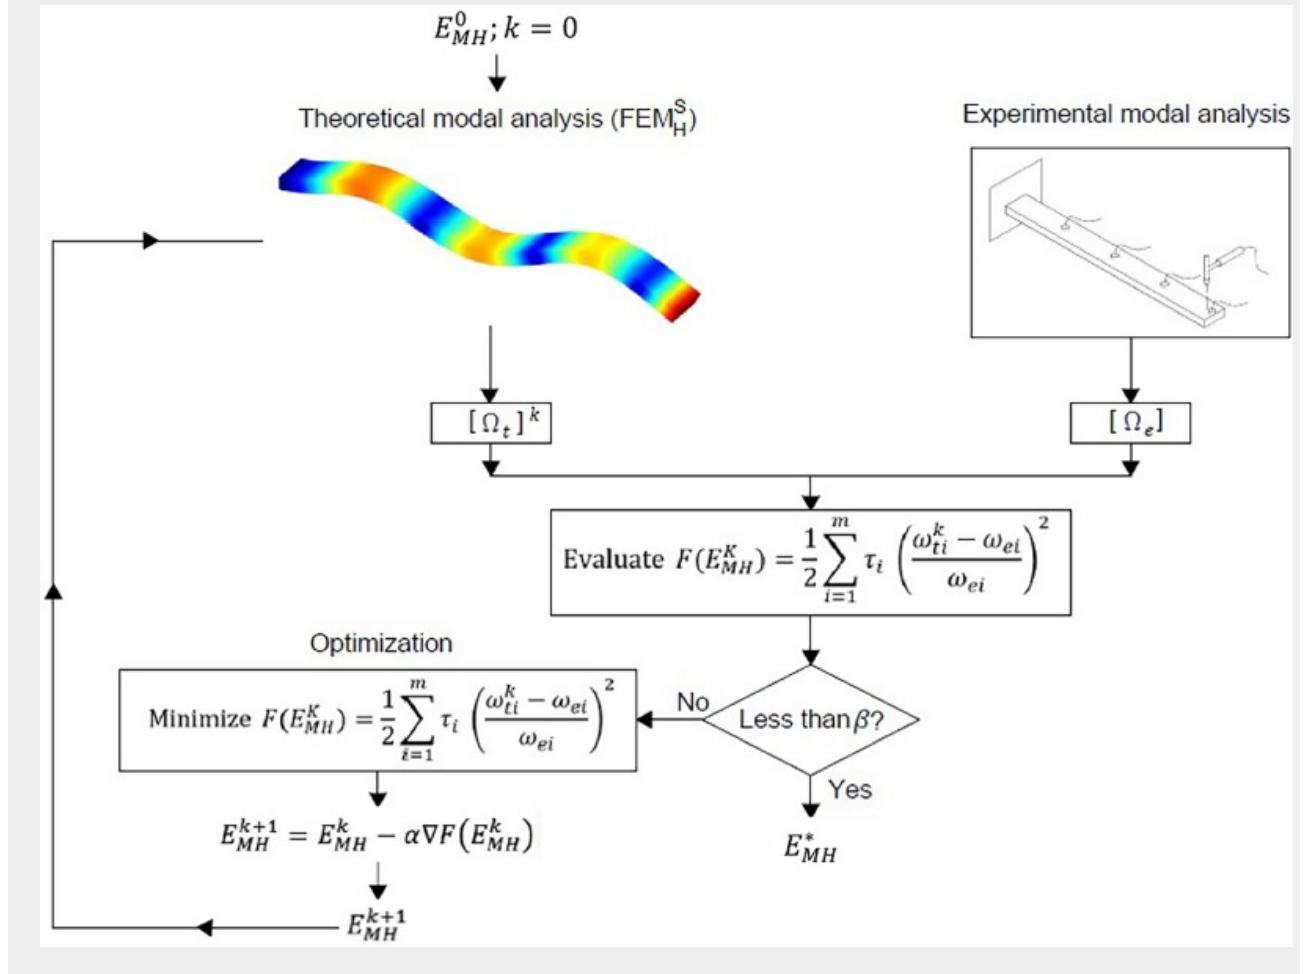 E⁰_MH; k = 0
Theoretical modal analysis (FEM^S_H)
Experimental modal analysis
[Ω_t]^k
[Ω_e]
Evaluate F(E^K_MH) = 1/2 ∑_{i=1}^{m} τ_i ((ω^k_ti − ω_ei)/ω_ei)^2
Optimization
Minimize F(E^K_MH) = 1/2 ∑_{i=1}^{m} τ_i ((ω^k_ti − ω_ei)/ω_ei)^2
No
Less than β?
Yes
E^{k+1}_MH = E^k_MH − α∇F(E^k_MH)
E^*_MH
E^{k+1}_MH